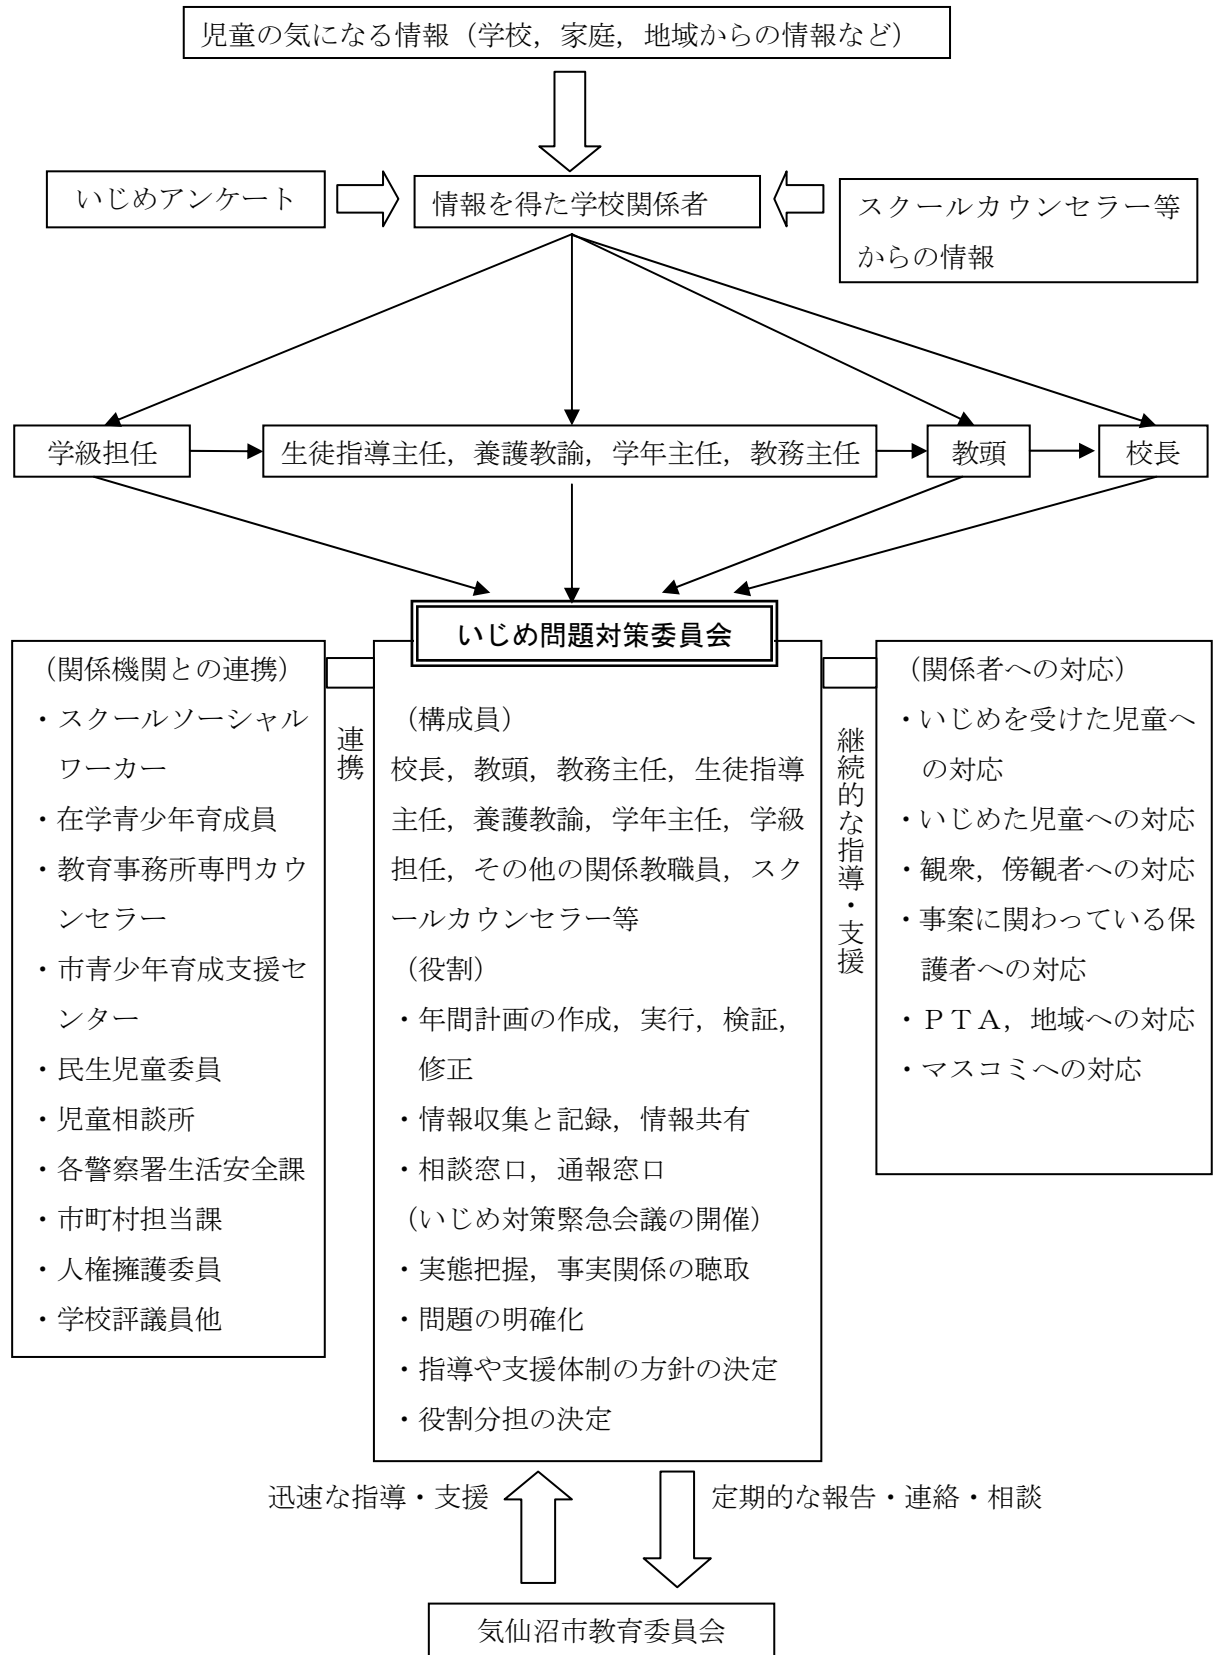 児童の気になる情報（学校，家庭，地域からの情報など）
いじめアンケート
情報を得た学校関係者
スクールカウンセラー等
からの情報
学級担任
生徒指導主任，養護教諭，学年主任，教務主任
教頭
校長
いじめ問題対策委員会
（関係機関との連携）
・スクールソーシャル
ワーカー
・在学青少年育成員
・教育事務所専門カウ
ンセラー
・市青少年育成支援セ
ンター
・民生児童委員
・児童相談所
・各警察署生活安全課
・市町村担当課
・人権擁護委員
・学校評議員他
連携
（構成員）
校長，教頭，教務主任，生徒指導
主任，養護教諭，学年主任，学級
担任，その他の関係教職員，スク
ールカウンセラー等
（役割）
・年間計画の作成，実行，検証，
修正
・情報収集と記録，情報共有
・相談窓口，通報窓口
（いじめ対策緊急会議の開催）
・実態把握，事実関係の聴取
・問題の明確化
・指導や支援体制の方針の決定
・役割分担の決定
継続的な指導・支援
（関係者への対応）
・いじめを受けた児童へ
の対応
・いじめた児童への対応
・観衆，傍観者への対応
・事案に関わっている保
護者への対応
・ＰＴＡ，地域への対応
・マスコミへの対応
迅速な指導・支援
定期的な報告・連絡・相談
気仙沼市教育委員会